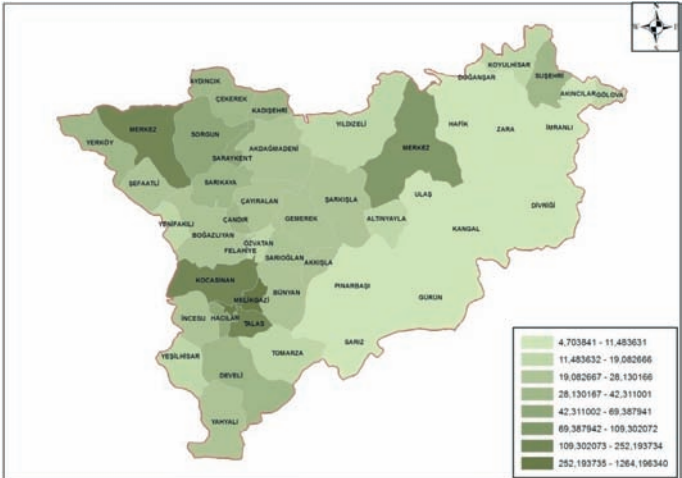 N
W E
S
AYDINCIK
KOYULHİSAR
DOĞANŞAR
SUŞEHRİ
ÇEKEREK
KADIŞEHRİ
AKINCILAR
GÖLOVA
MERKEZ
SORGUN
YILDIZELİ
HAFİK
ZARA
İMRANLI
YERKÖY
AKDAĞMADENİ
MERKEZ
SARAYKENT
ŞEFAATLİ
SARIKAYA
ÇAYIRALAN
ŞARKIŞLA
ULAŞ
DİVRİĞİ
YENİFAKILI
ÇANDIR
GEMEREK
ALTINYAYLA
KANGAL
BOĞAZLIYAN
ÖZVATAN
FELAHİYE
SARIOĞLAN
AKKIŞLA
KOCASİNAN
MELİKGAZİ
BÜNYAN
PINARBAŞI
GÜRÜN
İNCESU
HACILAR
TALAS
YEŞİLHİSAR
TOMARZA
SARIZ
DEVELİ
YAHYALI
4,703841 - 11,483631
11,483632 - 19,082666
19,082667 - 28,130166
28,130167 - 42,311001
42,311002 - 69,387941
69,387942 - 109,302072
109,302073 - 252,193734
252,193735 - 1264,196340